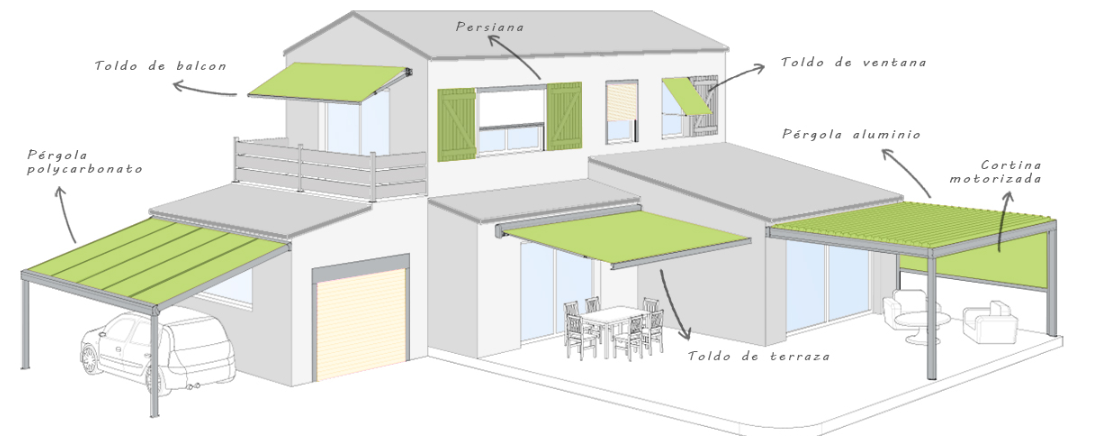 Persiana
Toldo de balcon
Toldo de ventana
Pérgola aluminio
Pérgola
polycarbonato
Cortina
motorizada
Toldo de terraza